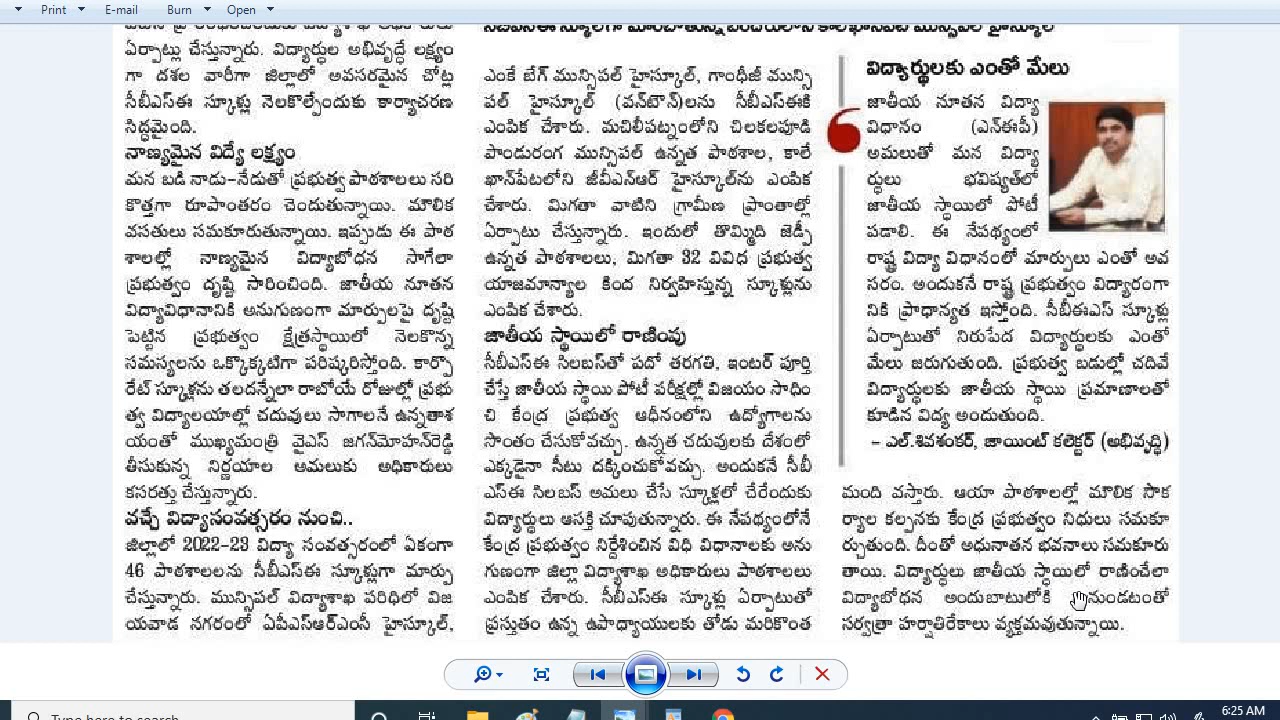 Print
E-mail
Burn
Open
ఏర్పాట్లు చేస్తున్నారు. విద్యార్థుల అభివృద్ధే లక్ష్యం
గా దశల వారీగా జిల్లాలో అవసరమైన చోట్ల
సీబీఎస్ఈ స్కూళ్లు నెలకొల్పేందుకు కార్యాచరణ
సిద్ధమైంది.
నాణ్యమైన విద్యే లక్ష్యం
మన బడి నాడు-నేడుతో ప్రభుత్వ పాఠశాలలు సరి
కొత్తగా రూపాంతరం చెందుతున్నాయి. మౌలిక
వసతులు సమకూరుతున్నాయి. ఇప్పుడు ఈ పాఠ
శాలల్లో నాణ్యమైన విద్యాబోధన సాగేలా
ప్రభుత్వం దృష్టి సారించింది. జాతీయ నూతన
విద్యావిధానానికి అనుగుణంగా మార్పులపై దృష్టి
పెట్టిన ప్రభుత్వం క్షేత్రస్థాయిలో నెలకొన్న
సమస్యలను ఒక్కొక్కటిగా పరిష్కరిస్తోంది. కార్పొ
రేట్ స్కూళ్లను తలదన్నేలా రాబోయే రోజుల్లో ప్రభు
త్వ విద్యాలయాల్లో చదువులు సాగాలనే ఉన్నతాశ
యంతో ముఖ్యమంత్రి వైఎస్ జగన్‌మోహన్‌రెడ్డి
తీసుకున్న నిర్ణయాల అమలుకు అధికారులు
కసరత్తు చేస్తున్నారు.
వచ్చే విద్యాసంవత్సరం నుంచి..
జిల్లాలో 2022-23 విద్యా సంవత్సరంలో ఏకంగా
46 పాఠశాలలను సీబీఎస్ఈ స్కూళ్లుగా మార్పు
చేస్తున్నారు. మున్సిపల్ విద్యాశాఖ పరిధిలో విజ
యవాడ నగరంలో ఏపీఎస్ఆర్ఎంసీ హైస్కూల్,
ఎంకే బేగ్ మున్సిపల్ హైస్కూల్, గాంధీజీ మున్సి
పల్ హైస్కూల్ (వన్‌టౌన్)లను సీబీఎస్ఈకి
ఎంపిక చేశారు. మచిలీపట్నంలోని చిలకలపూడి
పాండురంగ మున్సిపల్ ఉన్నత పాఠశాల, కాలే
ఖాన్‌పేటలోని జీవీఎన్ఆర్ హైస్కూల్‌ను ఎంపిక
చేశారు. మిగతా వాటిని గ్రామీణ ప్రాంతాల్లో
ఏర్పాటు చేస్తున్నారు. ఇందులో తొమ్మిది జెడ్పీ
ఉన్నత పాఠశాలలు, మిగతా 32 వివిధ ప్రభుత్వ
యాజమాన్యాల కింద నిర్వహిస్తున్న స్కూళ్లును
ఎంపిక చేశారు.
జాతీయ స్థాయిలో రాణింపు
సీబీఎస్ఈ సిలబస్‌తో పదో తరగతి, ఇంటర్ పూర్తి
చేస్తే జాతీయ స్థాయి పోటీ పరీక్షల్లో విజయం సాధిం
చి కేంద్ర ప్రభుత్వ ఆధీనంలోని ఉద్యోగాలను
సొంతం చేసుకోవచ్చు. ఉన్నత చదువులకు దేశంలో
ఎక్కడైనా సీటు దక్కించుకోవచ్చు. అందుకనే సీబీ
ఎస్ఈ సిలబస్ అమలు చేసే స్కూళ్లలో చేరేందుకు
విద్యార్థులు ఆసక్తి చూపుతున్నారు. ఈ నేపథ్యంలోనే
కేంద్ర ప్రభుత్వం నిర్దేశించిన విధి విధానాలకు అను
గుణంగా జిల్లా విద్యాశాఖ అధికారులు పాఠశాలలు
ఎంపిక చేశారు. సీబీఎస్ఈ స్కూళ్లు ఏర్పాటుతో
ప్రస్తుతం ఉన్న ఉపాధ్యాయులకు తోడు మరికొంత
విద్యార్థులకు ఎంతో మేలు
జాతీయ నూతన విద్యా
విధానం (ఎన్ఈపీ)
అమలుతో మన విద్యా
ర్థులు భవిష్యత్‌లో
జాతీయ స్థాయిలో పోటీ
పడాలి. ఈ నేపథ్యంలో
రాష్ట్ర విద్యా విధానంలో మార్పులు ఎంతో అవ
సరం. అందుకనే రాష్ట్ర ప్రభుత్వం విద్యారంగా
నికి ప్రాధాన్యత ఇస్తోంది. సీబీఈఎస్ స్కూళ్లు
ఏర్పాటుతో నిరుపేద విద్యార్థులకు ఎంతో
మేలు జరుగుతుంది. ప్రభుత్వ బడుల్లో చదివే
విద్యార్థులకు జాతీయ స్థాయి ప్రమాణాలతో
కూడిన విద్య అందుతుంది.
– ఎల్.శివశంకర్, జాయింట్ కలెక్టర్ (అభివృద్ధి)
మంది వస్తారు. ఆయా పాఠశాలల్లో మౌలిక సౌక
ర్యాల కల్పనకు కేంద్ర ప్రభుత్వం నిధులు సమకూ
ర్చుతుంది. దీంతో అధునాతన భవనాలు సమకూరు
తాయి. విద్యార్థులు జాతీయ స్థాయిలో రాణించేలా
విద్యాబోధన అందుబాటులోకి రానుండటంతో
సర్వత్రా హర్షాతిరేకాలు వ్యక్తమవుతున్నాయి.
6:25 AM